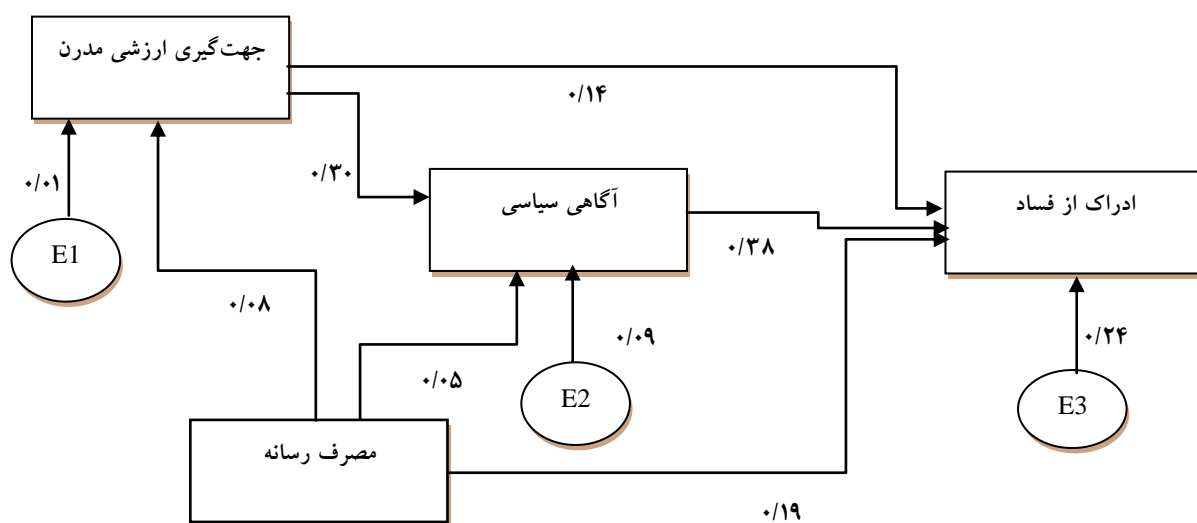 جهت‌گیری ارزشی مدرن
۰/۱۴
۰/۳۰
۰/۰۱
آگاهی سیاسی
ادراک از فساد
۰/۳۸
E1
۰/۰۸
۰/۰۹
۰/۲۴
۰/۰۵
E2
E3
مصرف رسانه
۰/۱۹